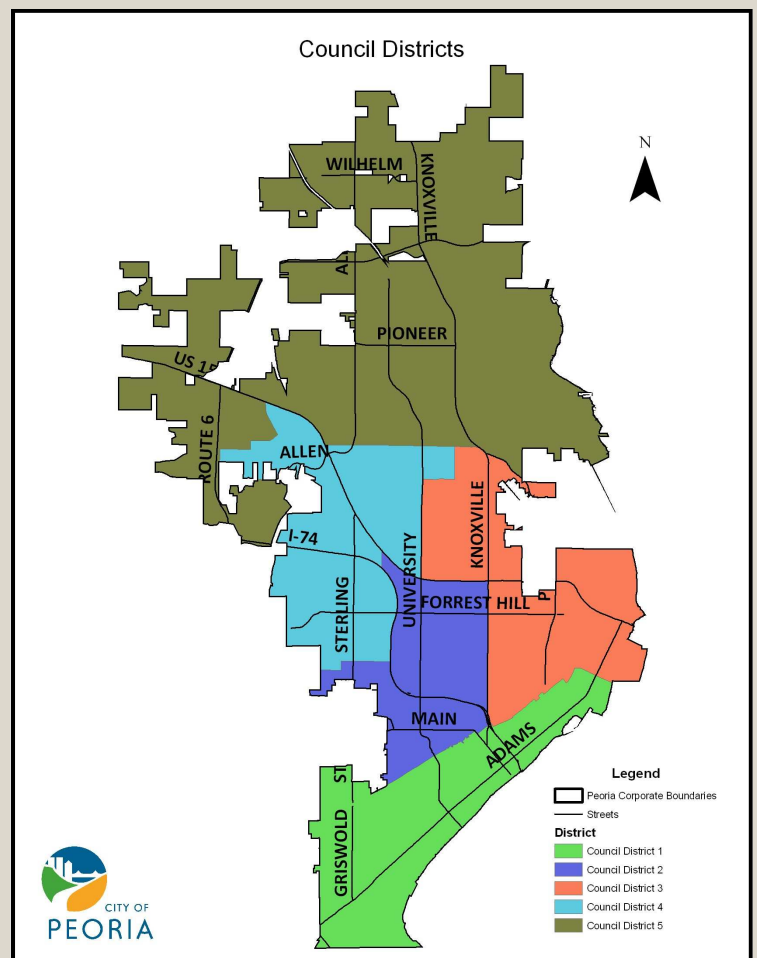 Council Districts
N
WILHELM
KNOXVILLE
PIONEER
ROUTE 6
ALLEN
I-74
KNOXVILLE
UNIVERSITY
STERLING
FORREST HILL
MAIN
ADAMS
GRISWOLD
ST
Legend
Peoria Corporate Boundaries
Streets
District
Council District 1
Council District 2
Council District 3
Council District 4
Council District 5
CITY OF
PEORIA